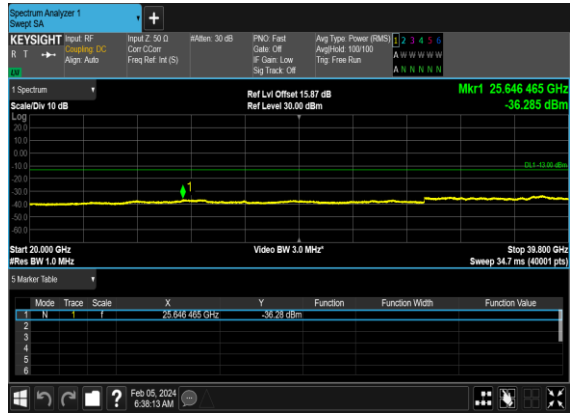 Spectrum Analyzer 1
Swept SA
KEYSIGHT Input: RF Input Z: 50 Ω #Atten: 30 dB PNO: Fast Avg Type: Power (RMS) 1 2 3 4 5 6
R T Coupling: DC Corr CCorr Gate: Off Avg|Hold: 100/100 A W W W W W
Align: Auto Freq Ref: Int (S) IF Gain: Low Trig: Free Run
Sig Track: Off A N N N N N
1 Spectrum
Ref Lvl Offset 15.87 dB Mkr1 25.646 465 GHz
Scale/Div 10 dB Ref Level 30.00 dBm -36.285 dBm
Log
20.0
10.0
0.00
-10.0
DL1 -13.00 dBm
-20.0
-30.0
1
-40.0
-50.0
-60.0
Start 20.000 GHz Video BW 3.0 MHz* Stop 39.800 GHz
#Res BW 1.0 MHz Sweep 34.7 ms (40001 pts)
5 Marker Table
Mode Trace Scale X Y Function Function Width Function Value
1 N 1 f 25.646 465 GHz -36.28 dBm
2
3
4
5
6
Feb 05, 2024
6:38:13 AM